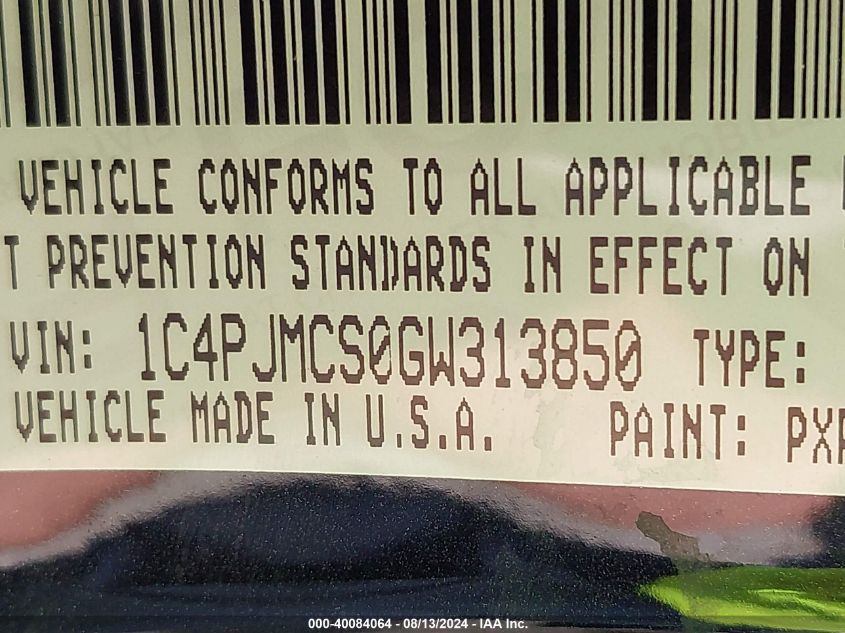 VEHICLE CONFORMS TO ALL APPLICABLE
T PREVENTION STANDARDS IN EFFECT ON
VIN: 1C4PJMCS0GW313850 TYPE:
VEHICLE MADE IN U.S.A. PAINT: PX
000-40084064 - 08/13/2024 - IAA Inc.